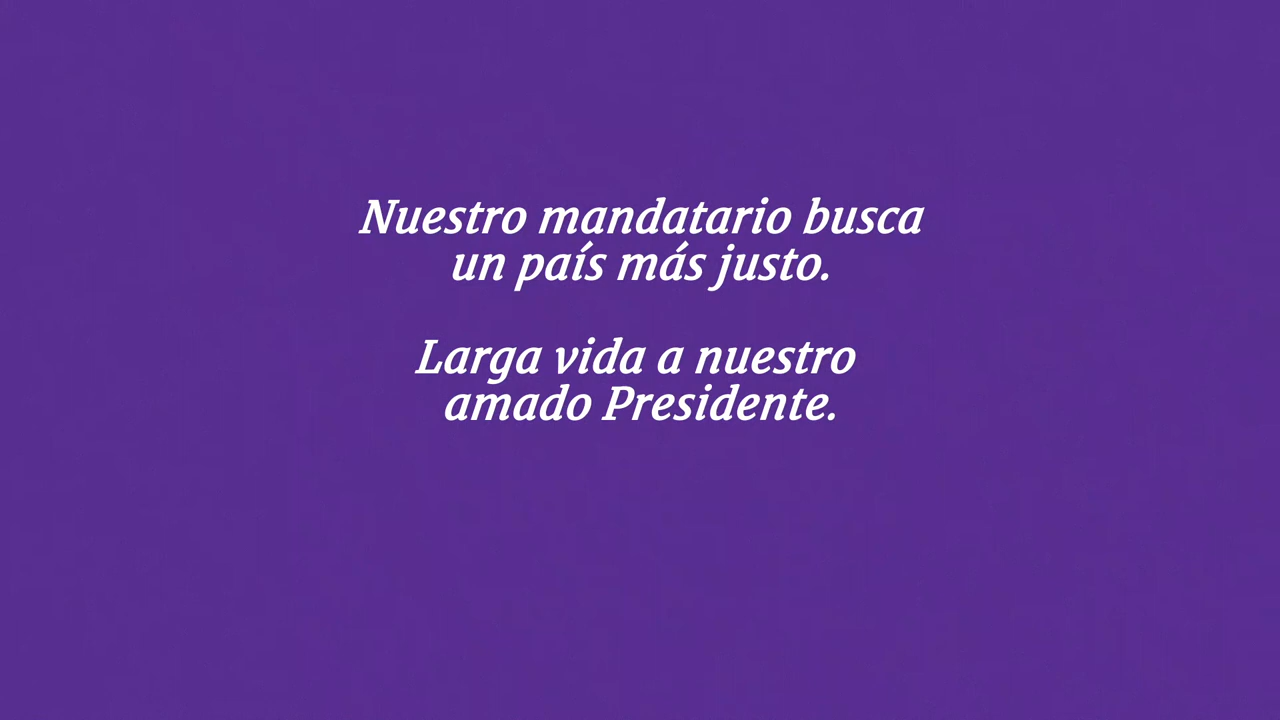 Nuestro mandatario busca
un país más justo.
Larga vida a nuestro
amado Presidente.